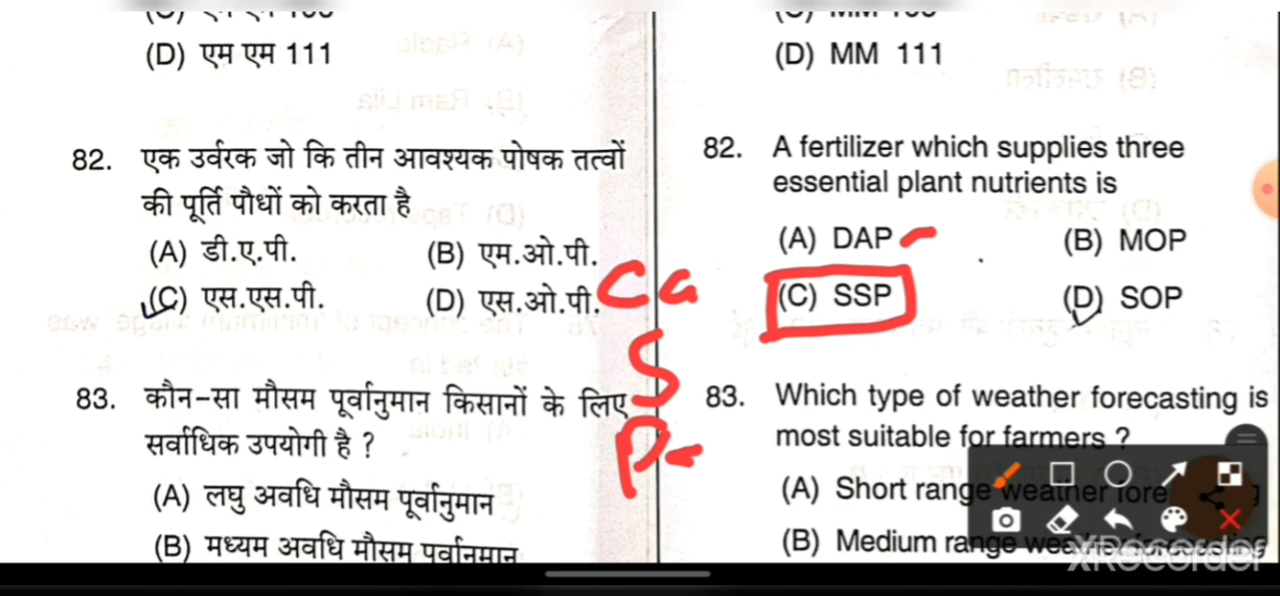 (D) एम एम 111
82. एक उर्वरक जो कि तीन आवश्यक पोषक तत्वों
की पूर्ति पौधों को करता है
(A) डी.ए.पी. (B) एम.ओ.पी.
(C) एस.एस.पी. (D) एस.ओ.पी.
83. कौन-सा मौसम पूर्वानुमान किसानों के लिए
सर्वाधिक उपयोगी है ?
(A) लघु अवधि मौसम पूर्वानुमान
(B) मध्यम अवधि मौसम पूर्वानुमान
Ca
S
P
(D) MM 111
82. A fertilizer which supplies three
essential plant nutrients is
(A) DAP (B) MOP
(C) SSP (D) SOP
83. Which type of weather forecasting is
most suitable for farmers ?
(A) Short range weather
(B) Medium range
XRecorder